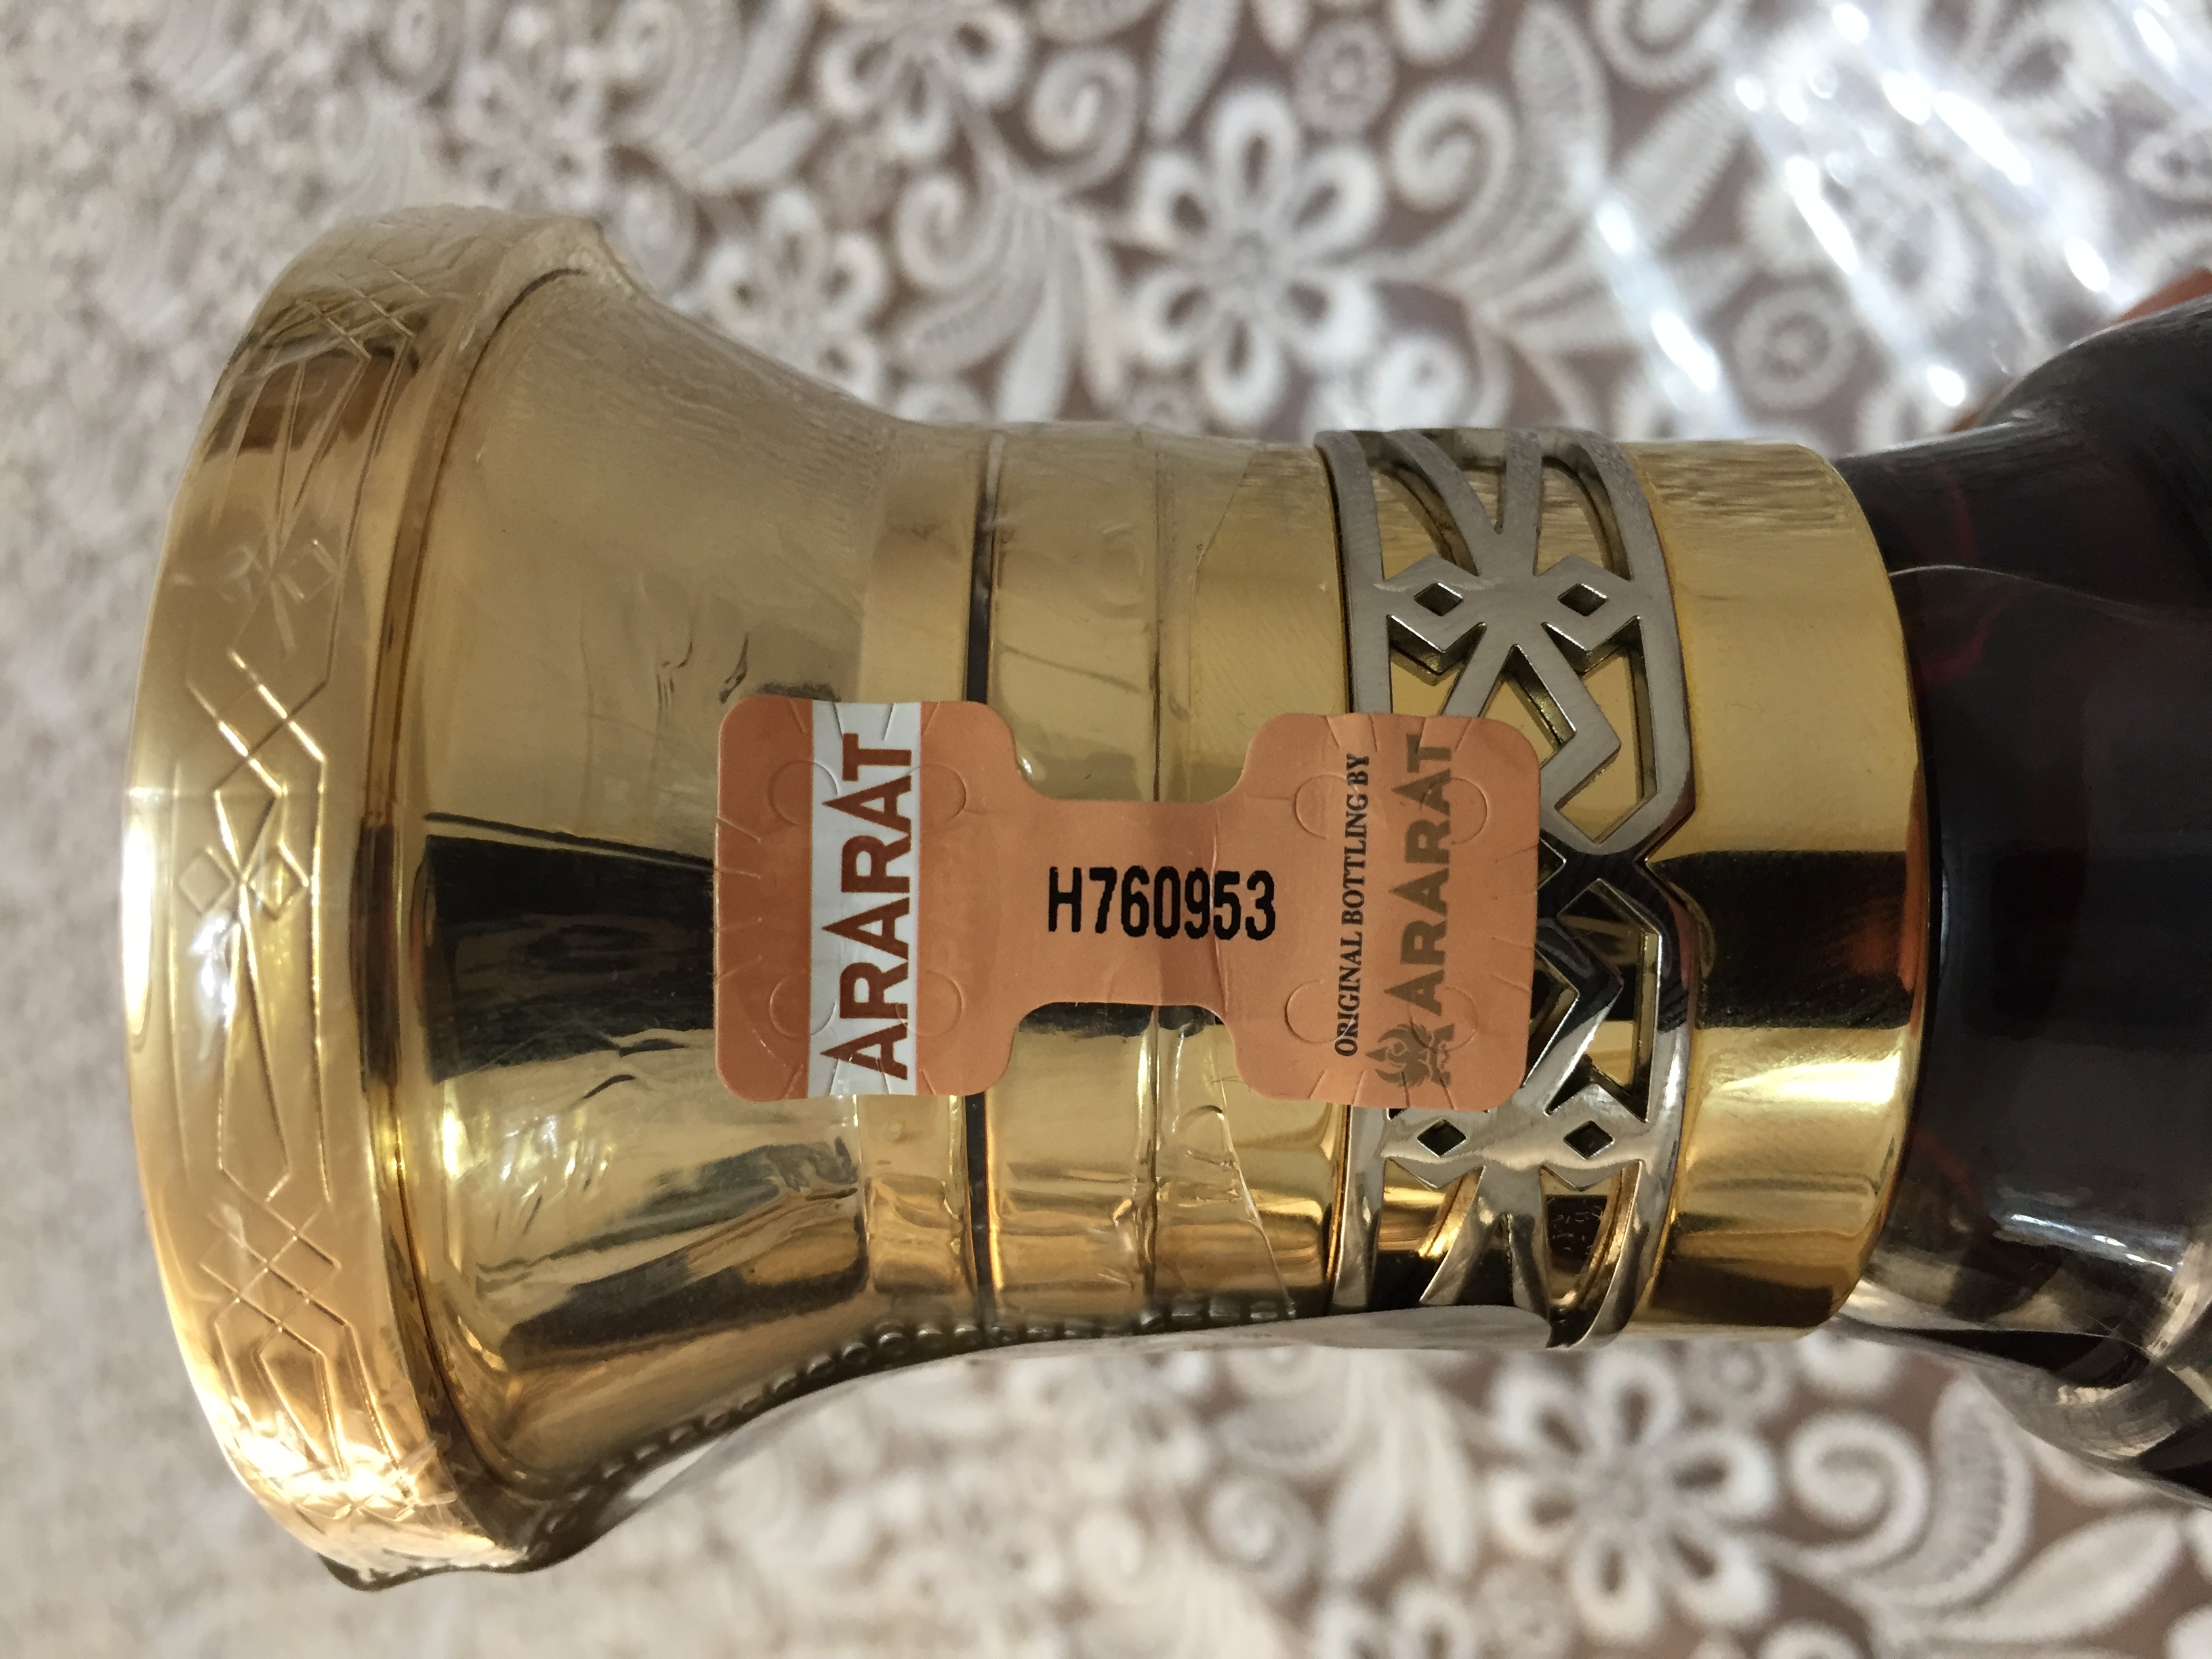 ARARAT
H760953
ORIGINAL BOTTLING BY
ARARAT